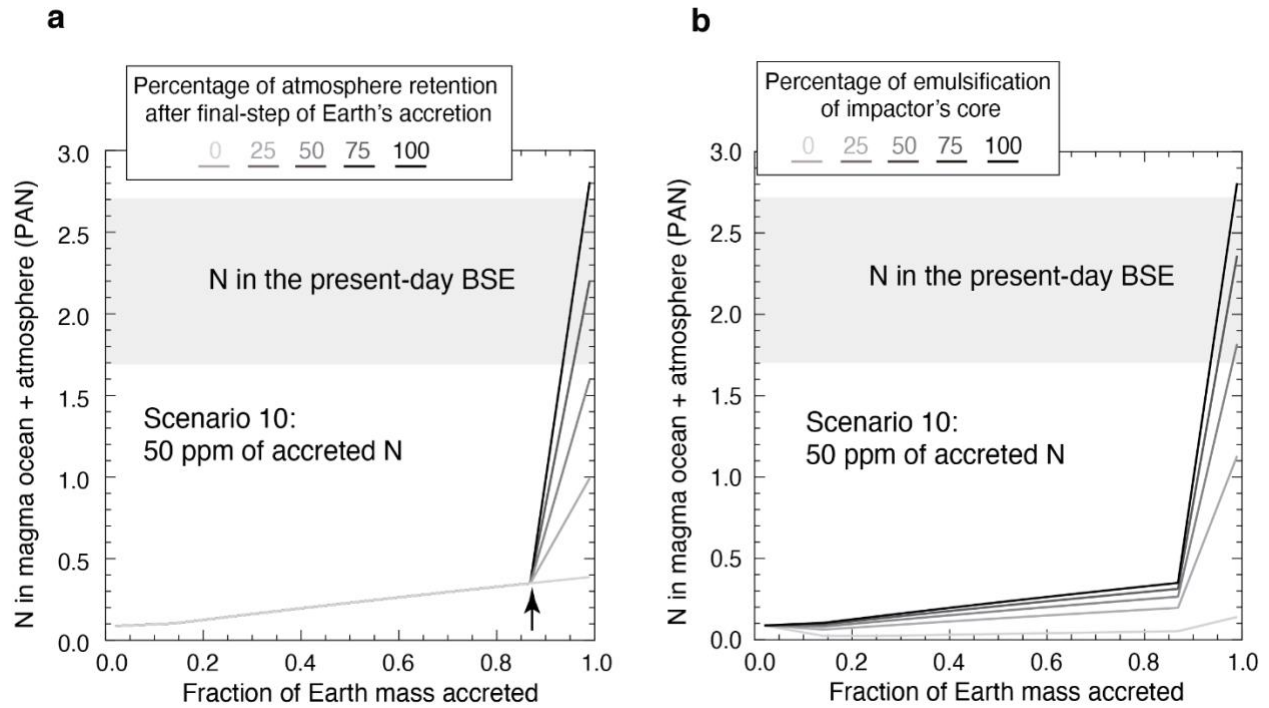 a
Percentage of atmosphere retention
after final-step of Earth's accretion
0 25 50 75 100
N in magma ocean + atmosphere (PAN)
3.0
2.5
2.0
1.5
1.0
0.5
0.0
N in the present-day BSE
Scenario 10:
50 ppm of accreted N
0.0 0.2 0.4 0.6 0.8 1.0
Fraction of Earth mass accreted
b
Percentage of emulsification
of impactor's core
0 25 50 75 100
N in magma ocean + atmosphere (PAN)
3.0
2.5
2.0
1.5
1.0
0.5
0.0
N in the present-day BSE
Scenario 10:
50 ppm of accreted N
0.0 0.2 0.4 0.6 0.8 1.0
Fraction of Earth mass accreted